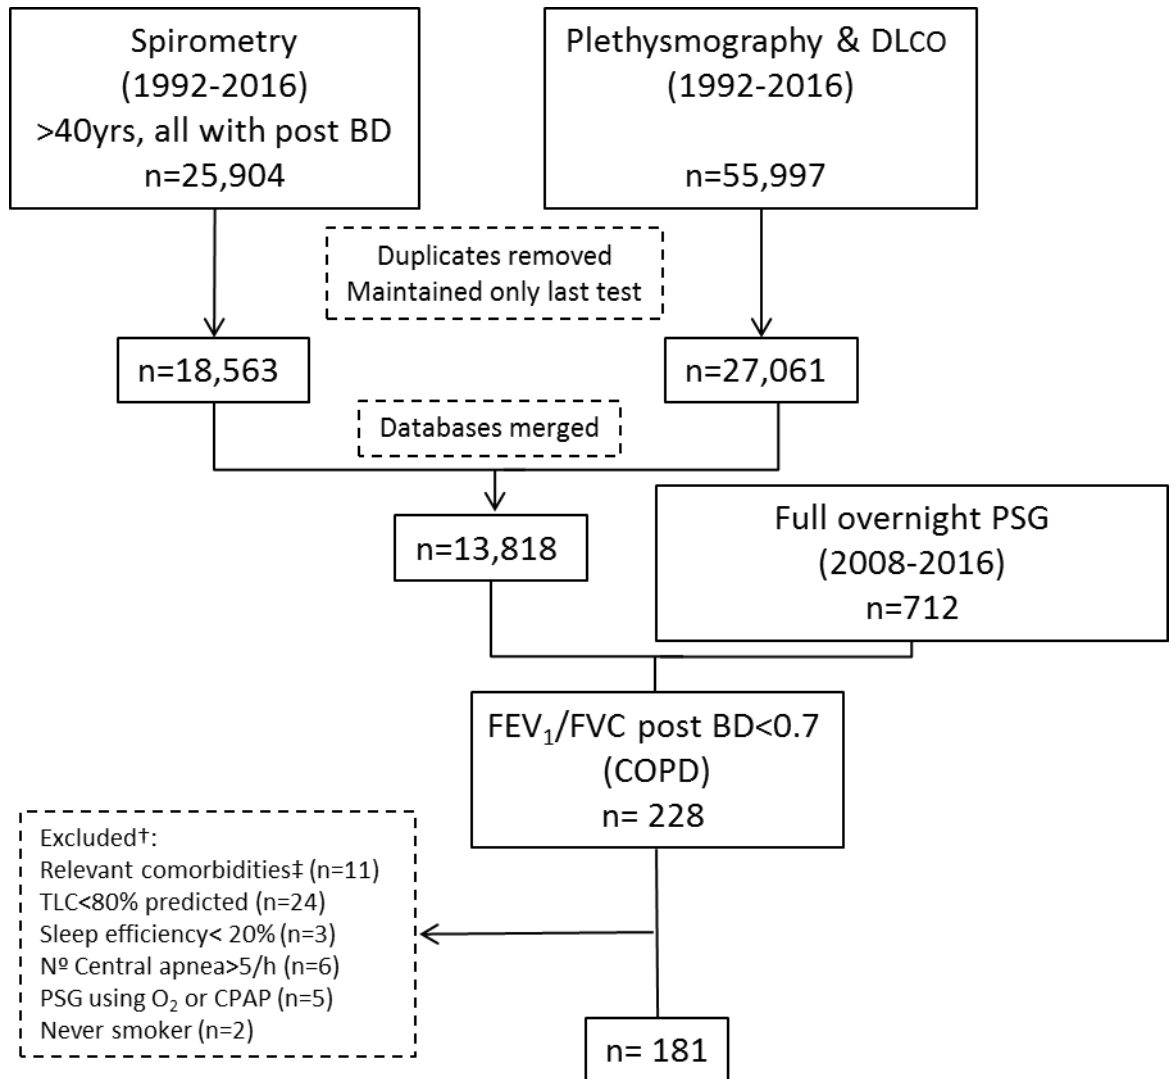 Spirometry
(1992-2016)
>40yrs, all with post BD
n=25,904
Plethysmography & DLCO
(1992-2016)
n=55,997
Duplicates removed
Maintained only last test
n=18,563
n=27,061
Databases merged
n=13,818
Full overnight PSG
(2008-2016)
n=712
FEV₁/FVC post BD<0.7
(COPD)
n= 228
Excluded†:
Relevant comorbidities‡ (n=11)
TLC<80% predicted (n=24)
Sleep efficiency< 20% (n=3)
Nº Central apnea>5/h (n=6)
PSG using O₂ or CPAP (n=5)
Never smoker (n=2)
n= 181